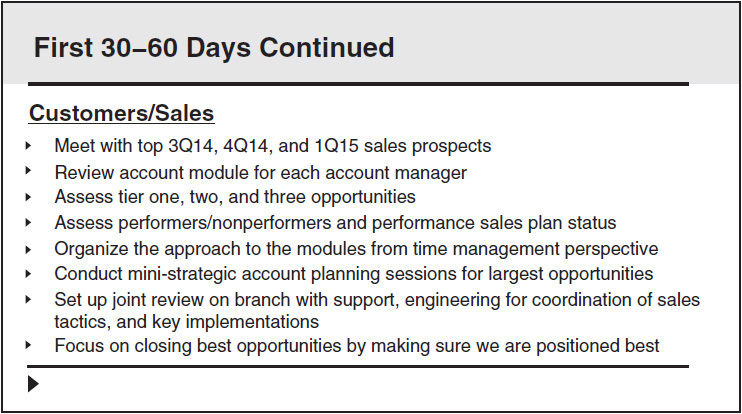 First 30–60 Days Continued
Customers/Sales
Meet with top 3Q14, 4Q14, and 1Q15 sales prospects
Review account module for each account manager
Assess tier one, two, and three opportunities
Assess performers/nonperformers and performance sales plan status
Organize the approach to the modules from time management perspective
Conduct mini-strategic account planning sessions for largest opportunities
Set up joint review on branch with support, engineering for coordination of sales
tactics, and key implementations
Focus on closing best opportunities by making sure we are positioned best